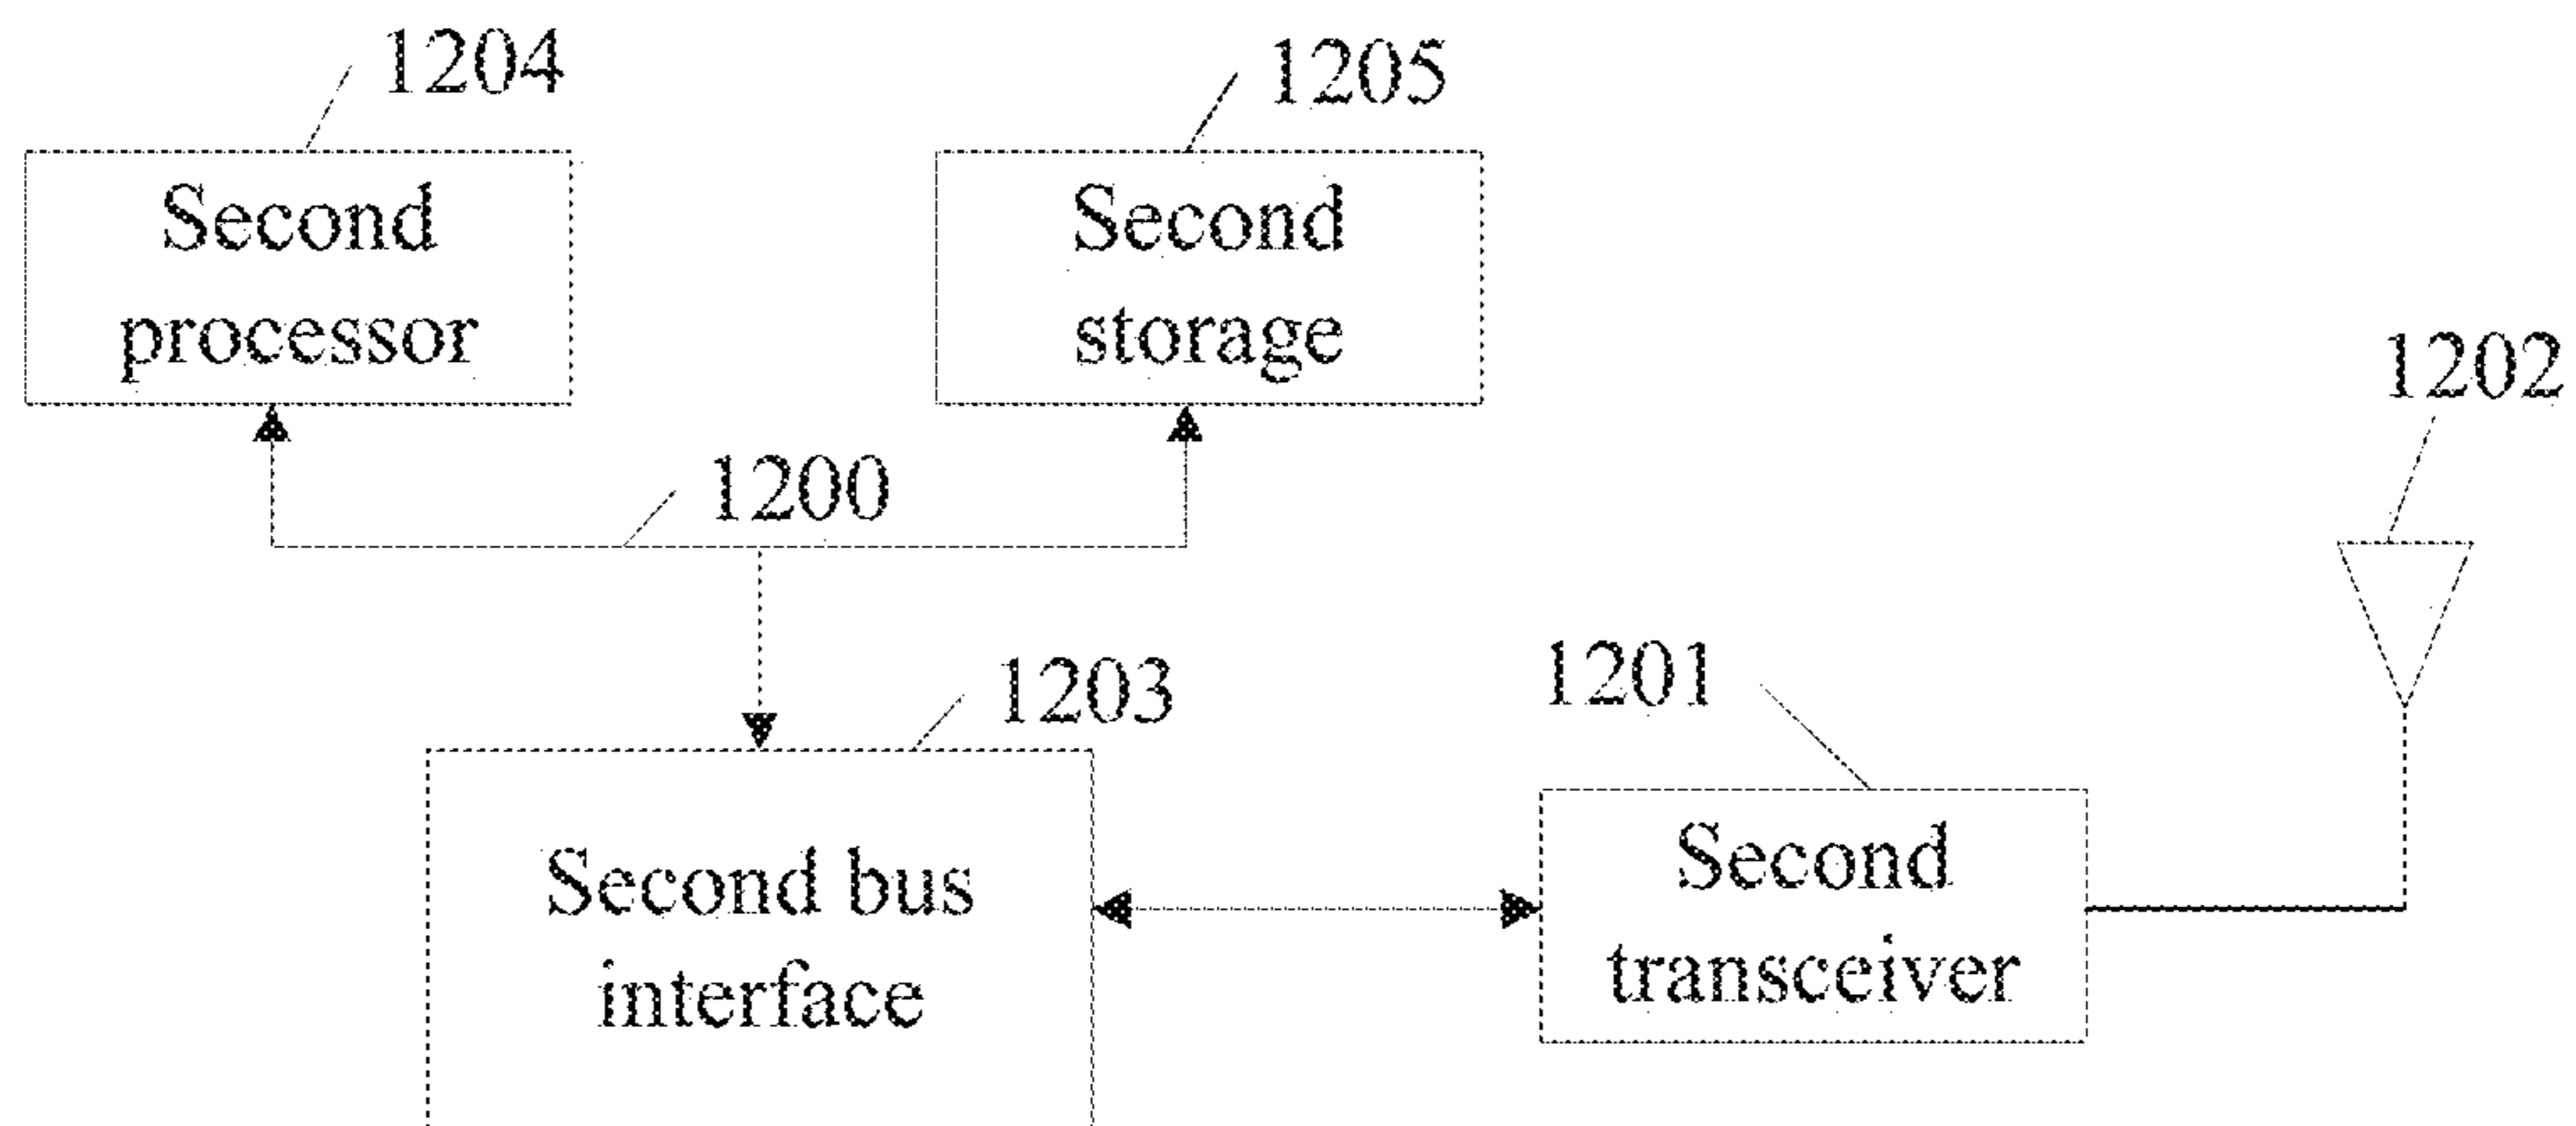 1204
1205
Second
processor
Second
storage
1202
1200
1203
1201
Second bus
interface
Second
transceiver